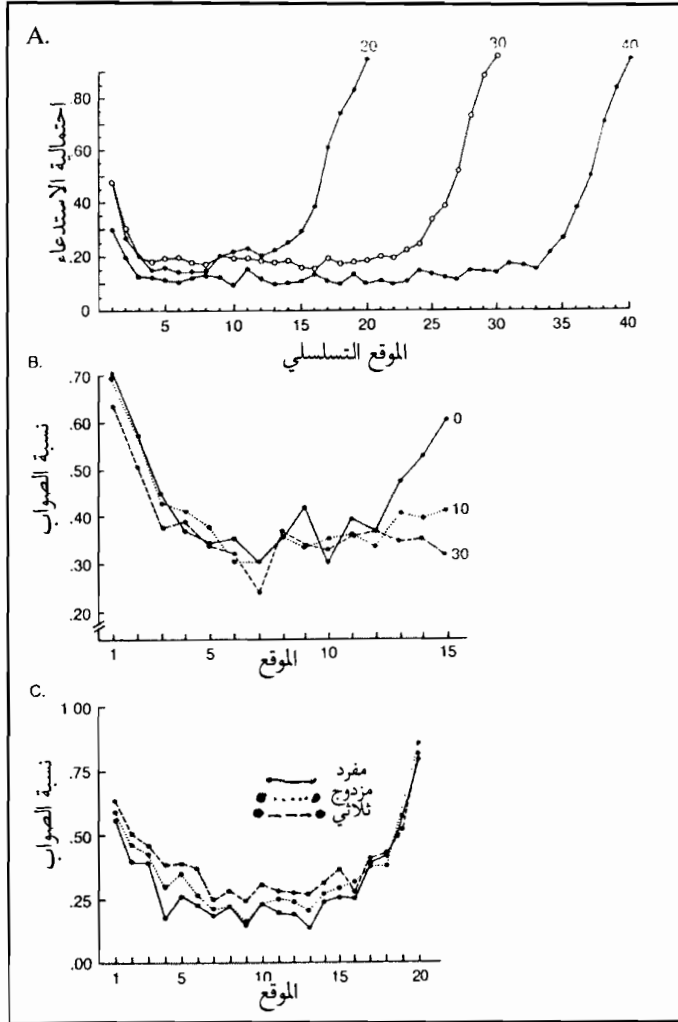 A.
20 30 40
.80
.60
.40
.20
0
احتمالية الاستدعاء
5 10 15 20 25 30 35 40
الموقع التسلسلي
B.
.70
.60
.50
.40
.30
.20
نسبة الصواب
0
10
30
1 5 10 15
الموقع
C.
1 00
.75
.50
.25
.00
نسبة الصواب
مفرد
مزدوج
ثلاثي
1 5 10 15 20
الموقع